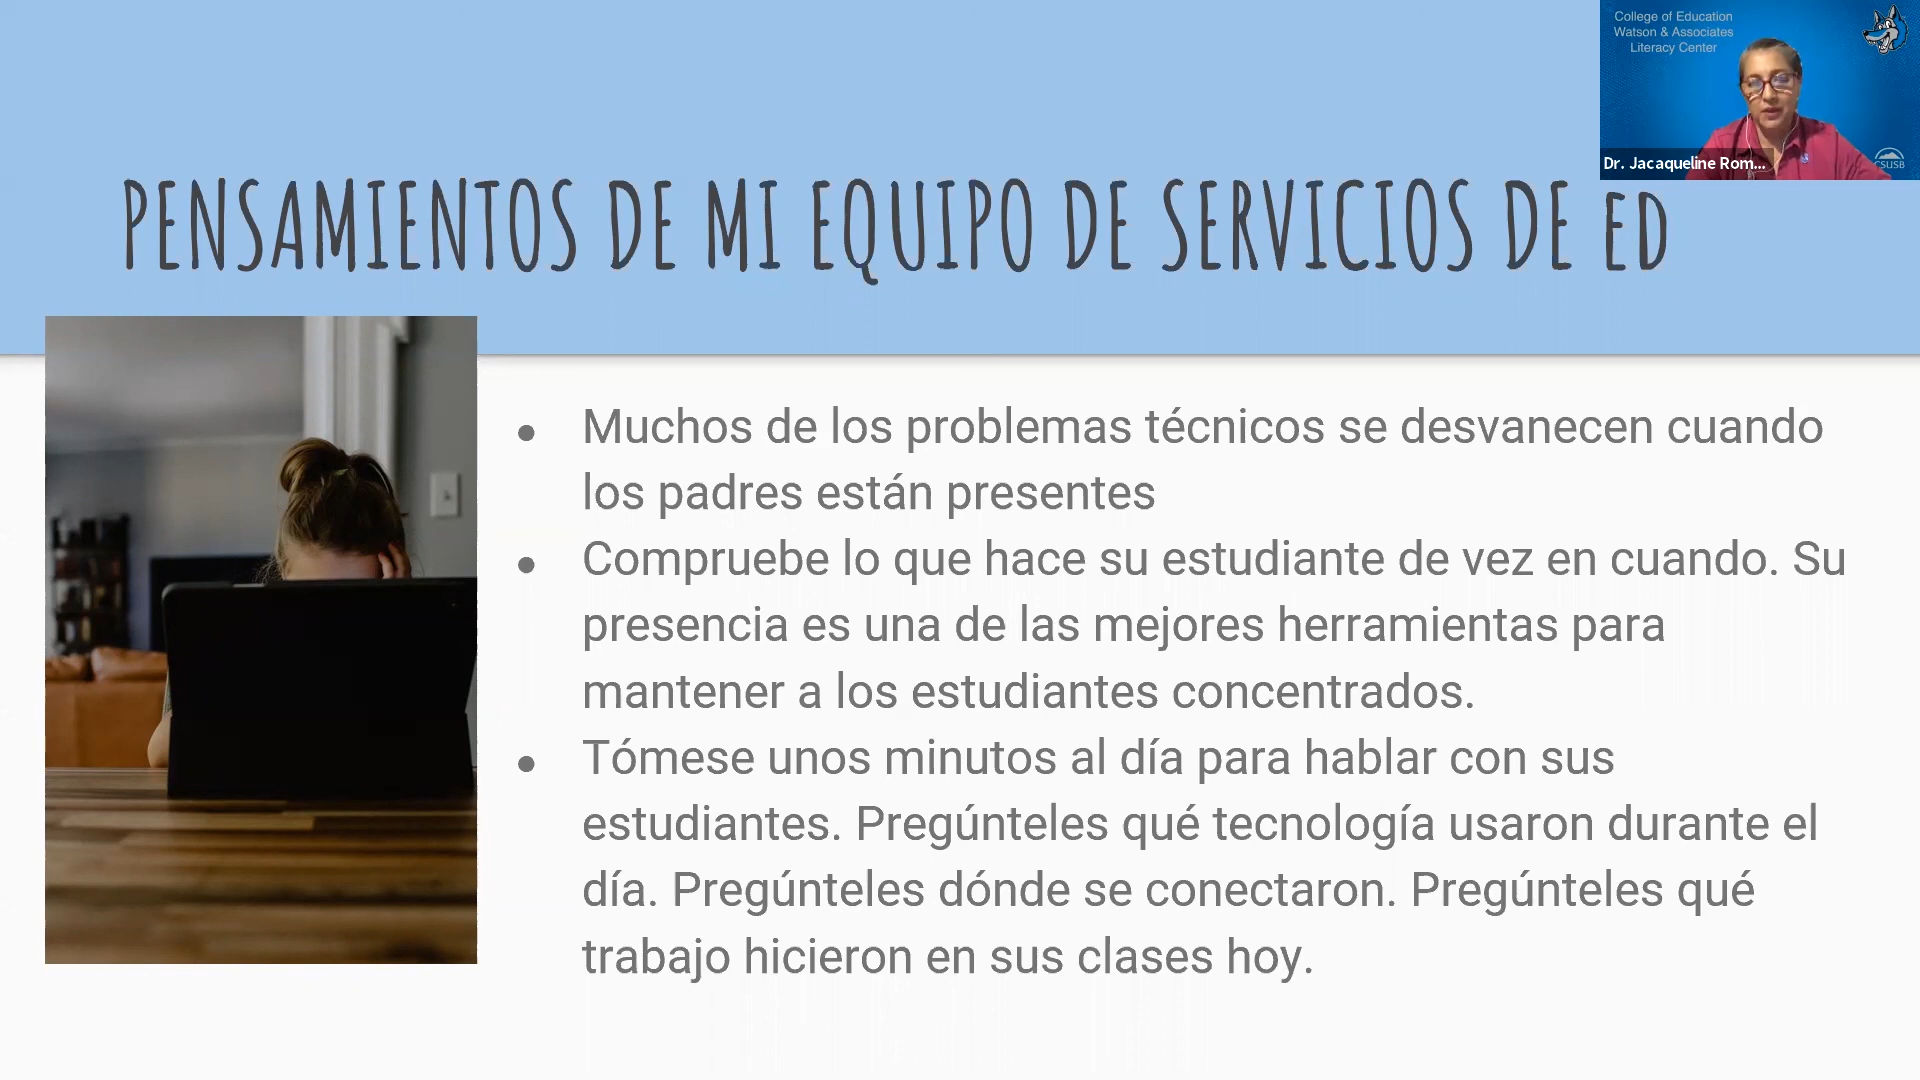 College of Education
Watson & Associates
Literacy Center
Dr. Jacaqueline Rom...
CSUSB
PENSAMIENTOS DE MI EQUIPO DE SERVICIOS DE ED
● Muchos de los problemas técnicos se desvanecen cuando
los padres están presentes
● Compruebe lo que hace su estudiante de vez en cuando. Su
presencia es una de las mejores herramientas para
mantener a los estudiantes concentrados.
● Tómese unos minutos al día para hablar con sus
estudiantes. Pregúnteles qué tecnología usaron durante el
día. Pregúnteles dónde se conectaron. Pregúnteles qué
trabajo hicieron en sus clases hoy.